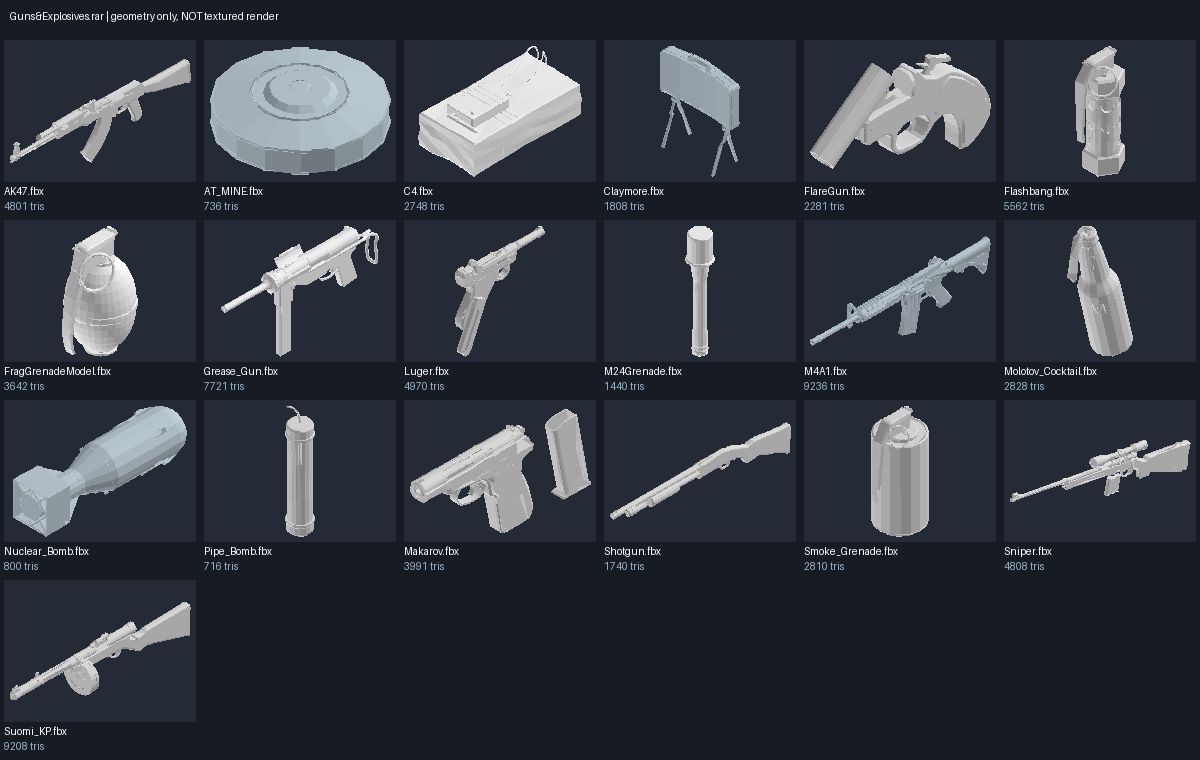 Guns&Explosives.rar | geometry only, NOT textured render
AK47.fbx
4801 tris
AT_MINE.fbx
736 tris
C4.fbx
2748 tris
Claymore.fbx
1808 tris
FlareGun.fbx
2281 tris
Flashbang.fbx
5562 tris
FragGrenadeModel.fbx
3642 tris
Grease_Gun.fbx
7721 tris
Luger.fbx
4970 tris
M24Grenade.fbx
1440 tris
M4A1.fbx
9236 tris
Molotov_Cocktail.fbx
2828 tris
Nuclear_Bomb.fbx
800 tris
Pipe_Bomb.fbx
716 tris
Makarov.fbx
3991 tris
Shotgun.fbx
1740 tris
Smoke_Grenade.fbx
2810 tris
Sniper.fbx
4808 tris
Suomi_KP.fbx
9208 tris